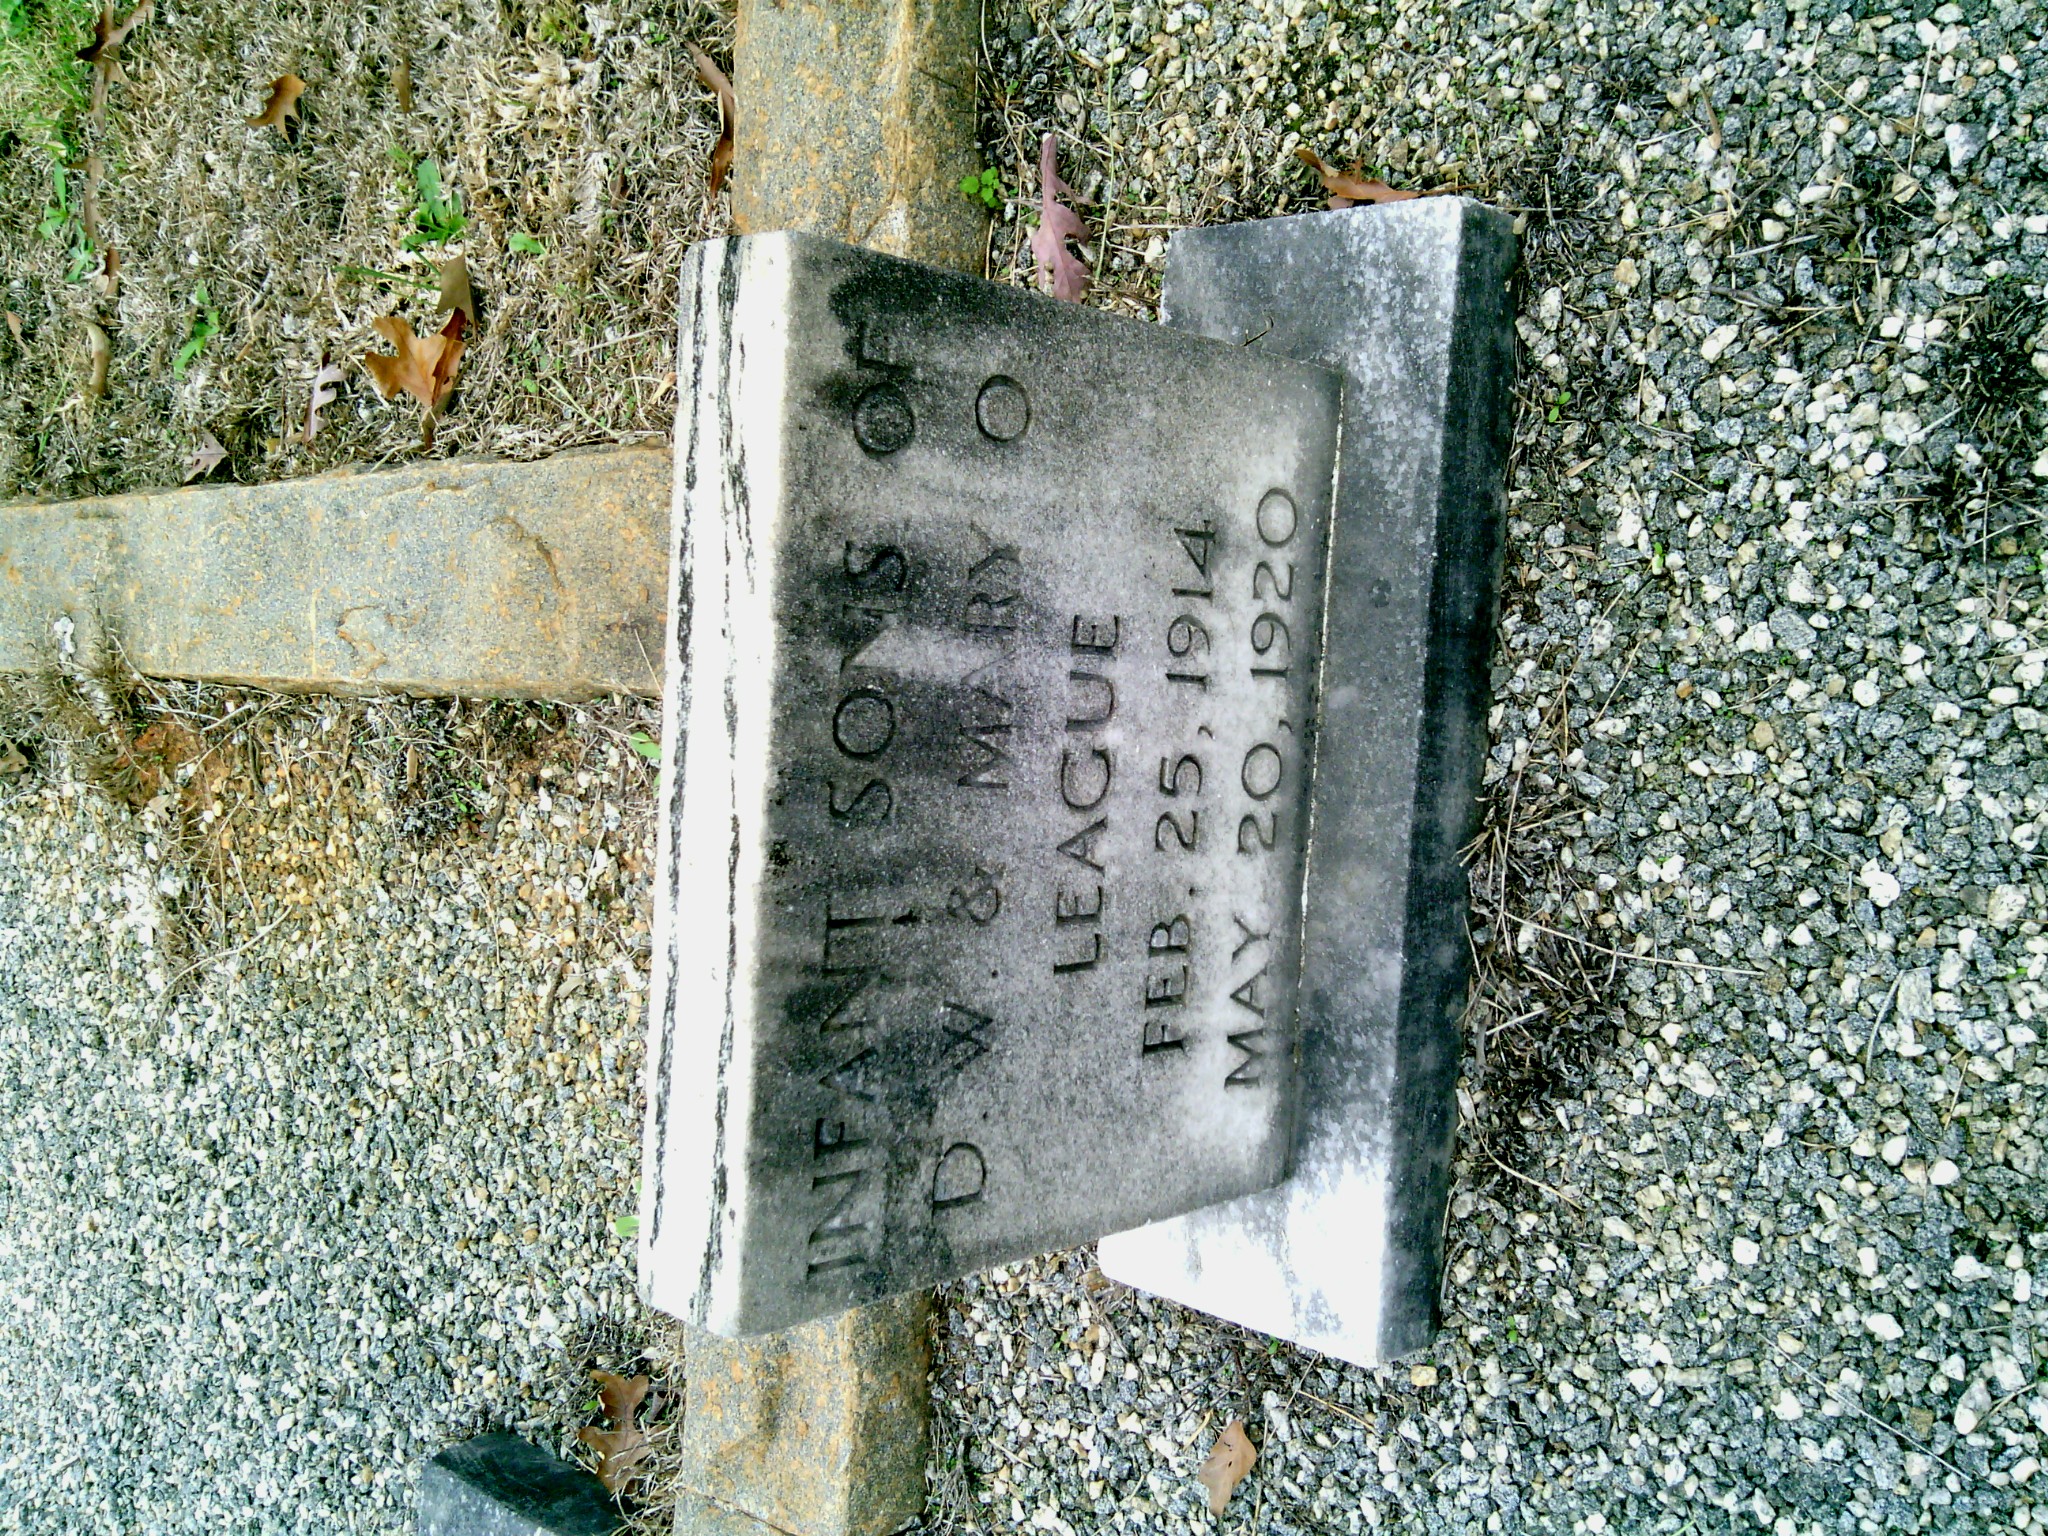 INFANT SONS OF
D W & MARY O
LEAGUE
FEB. 25, 1914
MAY 20, 1920